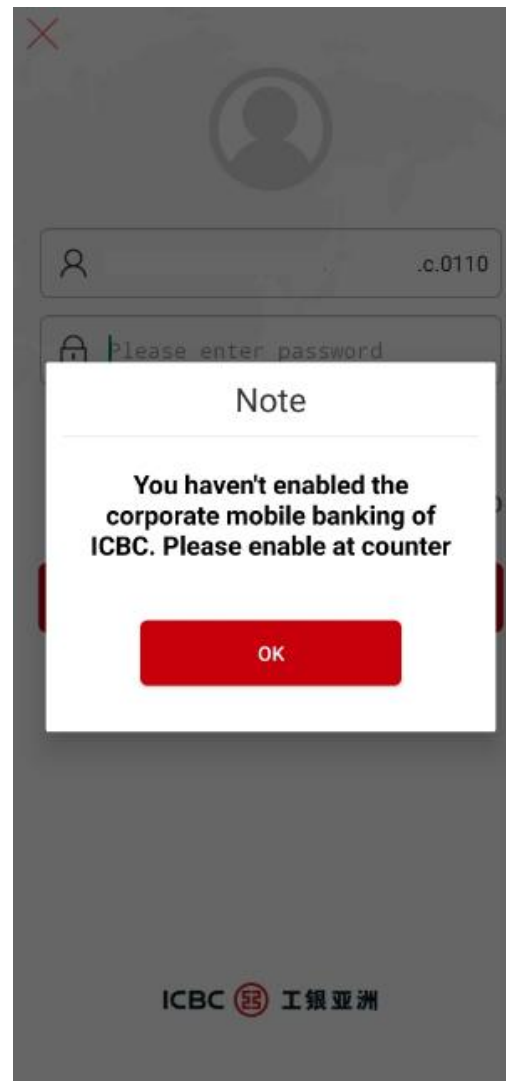 .c.0110
Please enter password
Note
You haven't enabled the
corporate mobile banking of
ICBC. Please enable at counter
OK
ICBC 工银亚洲